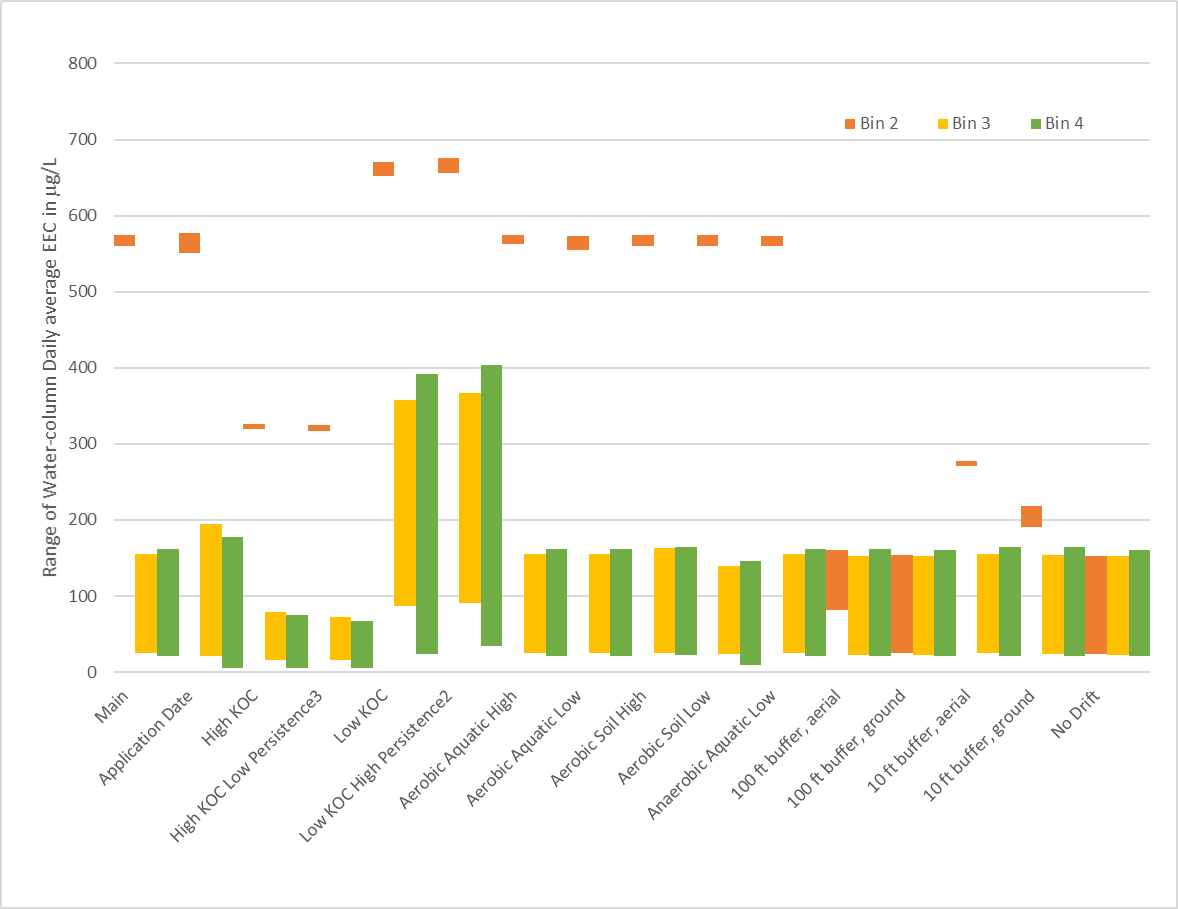 800
700
600
500
400
300
200
100
0
Range of Water-column Daily average EEC in µg/L
Bin 2 Bin 3 Bin 4
Main
Application Date
High KOC
High KOC Low Persistence3
Low KOC
Low KOC High Persistence2
Aerobic Aquatic High
Aerobic Aquatic Low
Aerobic Soil High
Aerobic Soil Low
Anaerobic Aquatic Low
100 ft buffer, aerial
100 ft buffer, ground
10 ft buffer, aerial
10 ft buffer, ground
No Drift